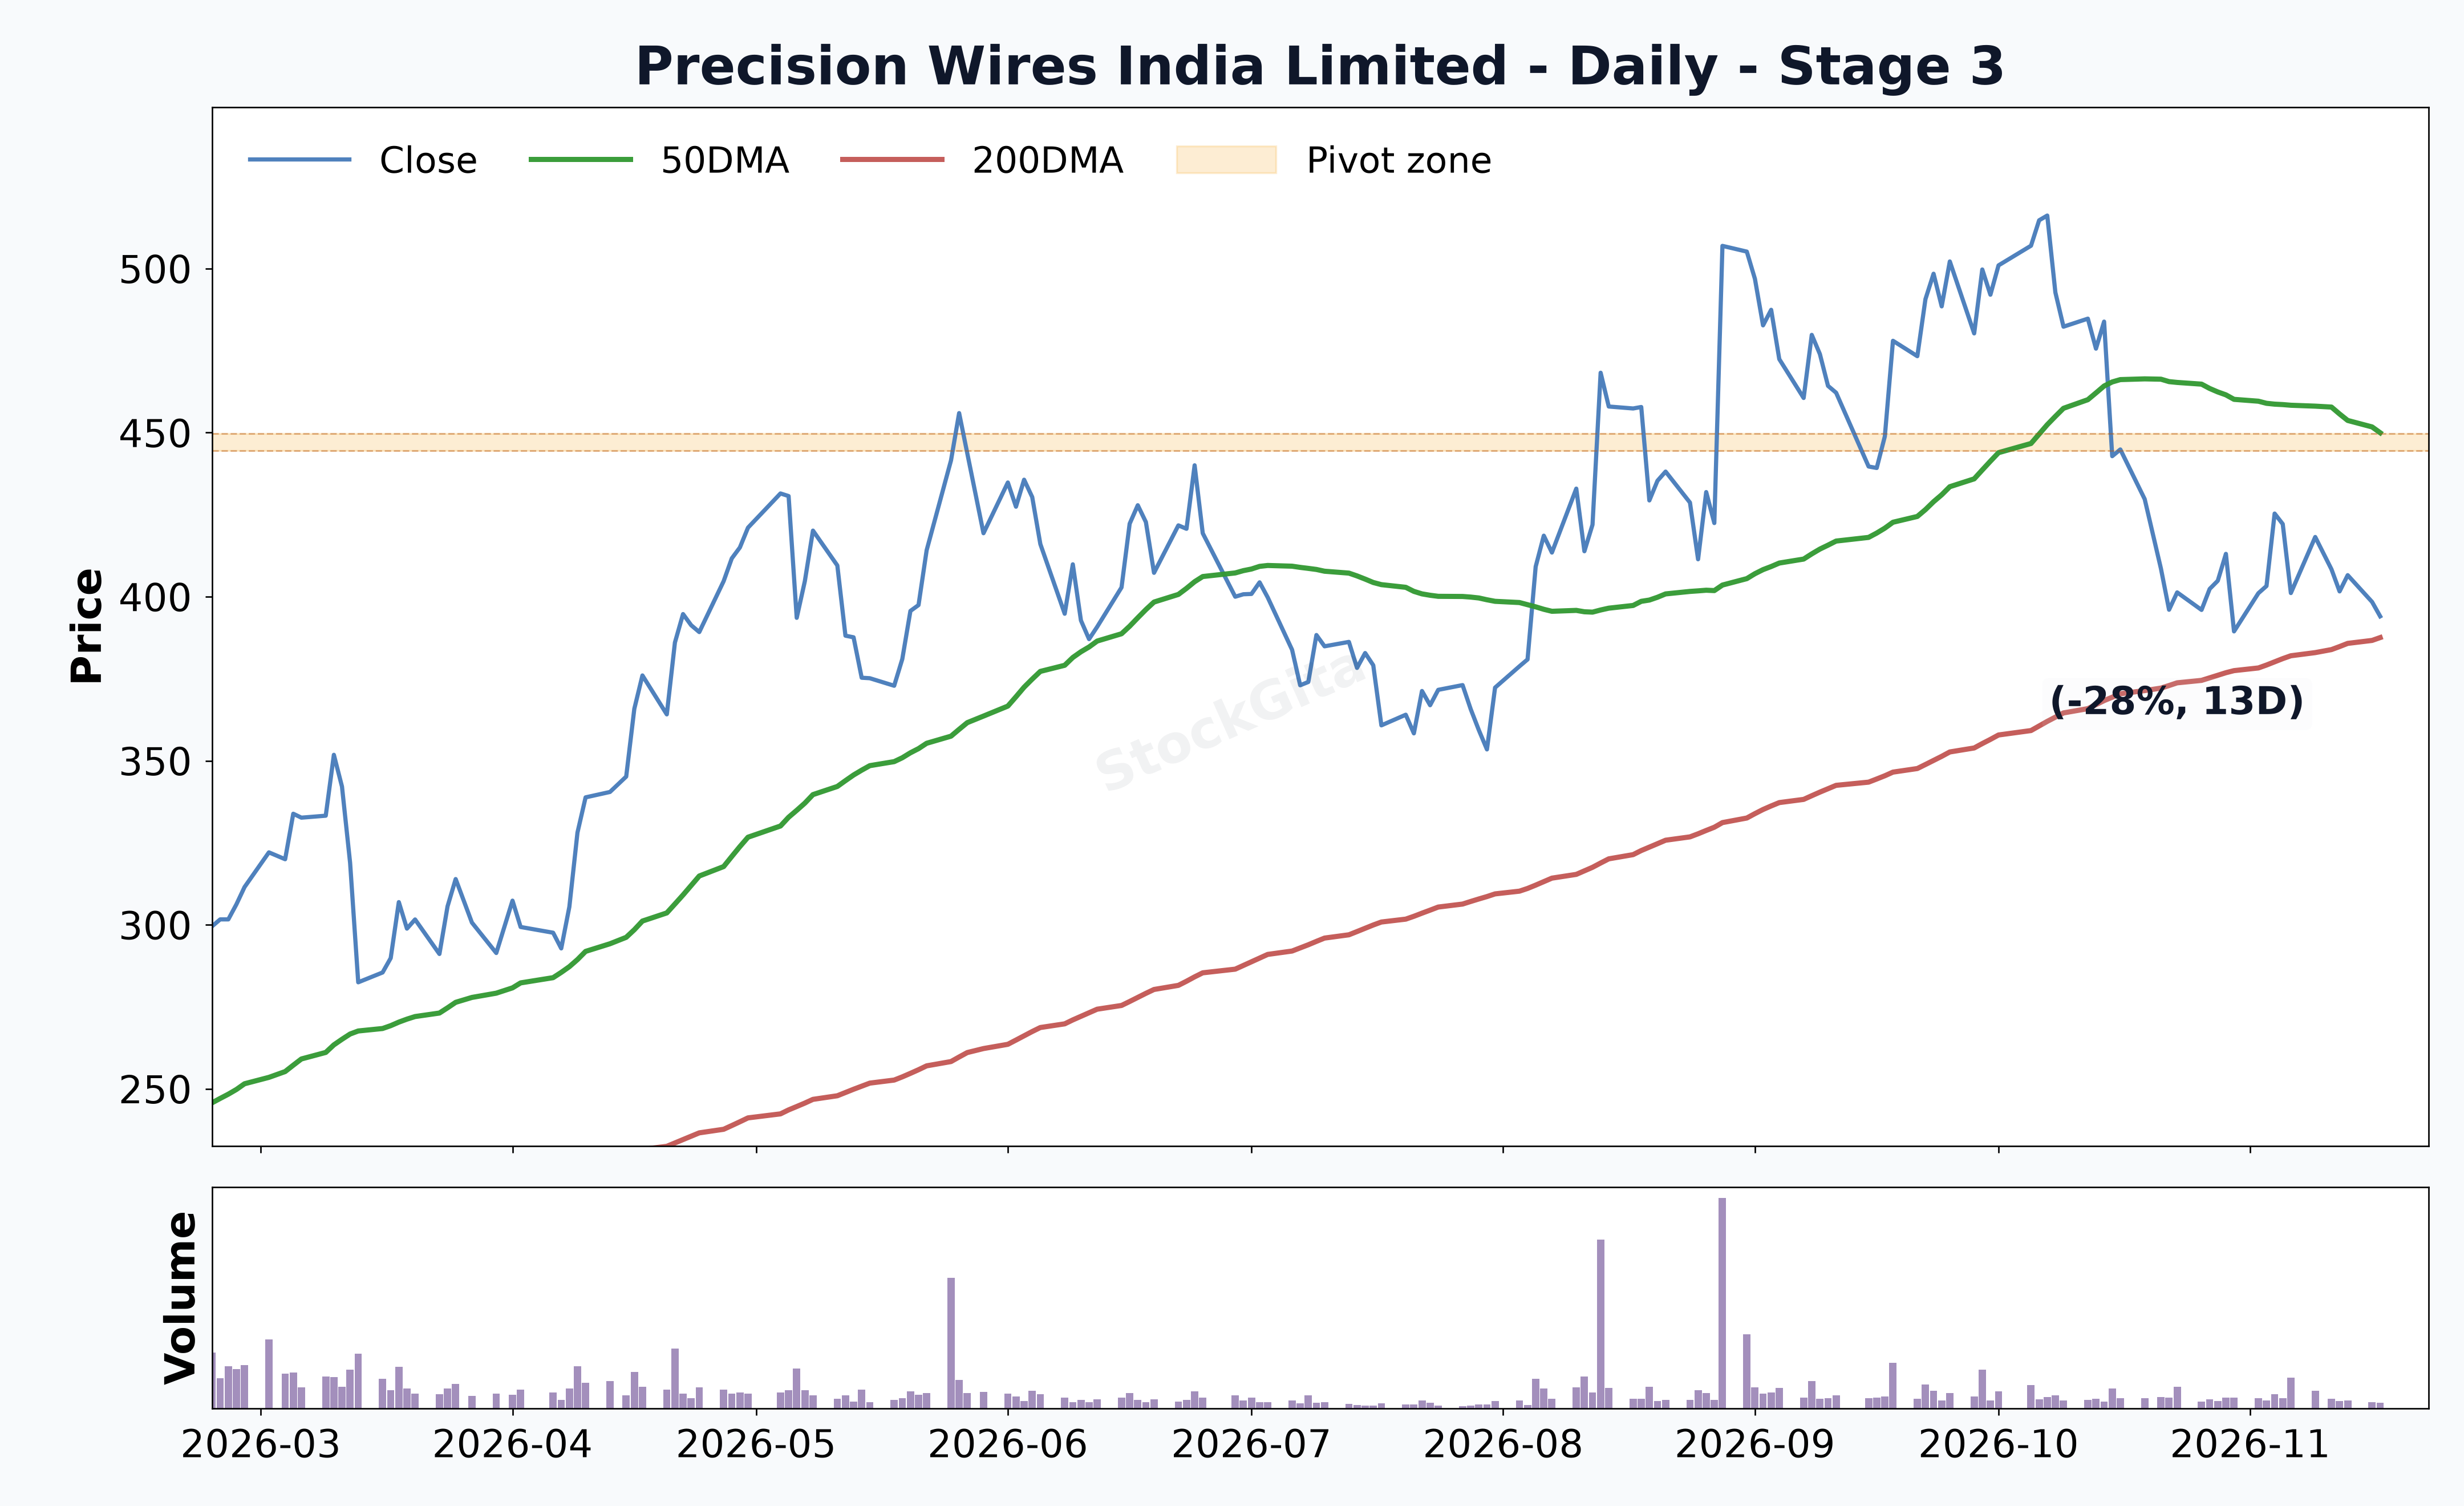 Precision Wires India Limited - Daily - Stage 3
Close
50DMA
200DMA
Pivot zone
Price
500
450
400
350
300
250
StockGita
(-28%, 13D)
Volume
2026-03
2026-04
2026-05
2026-06
2026-07
2026-08
2026-09
2026-10
2026-11